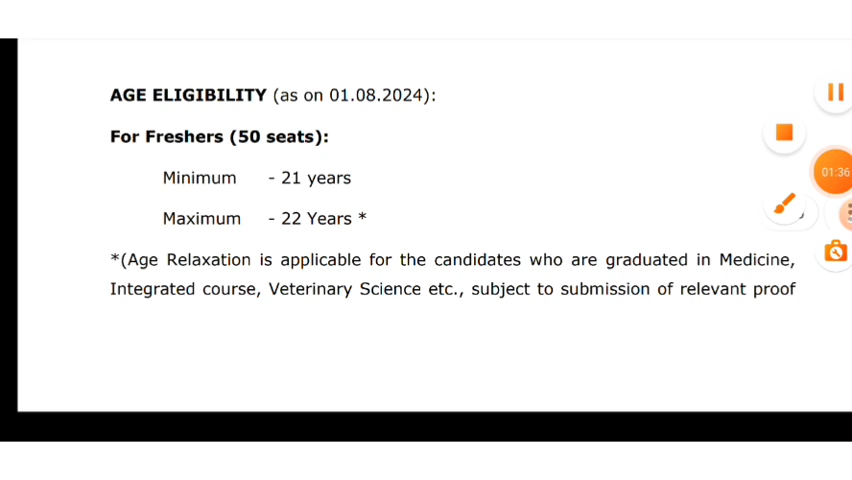 AGE ELIGIBILITY (as on 01.08.2024):
For Freshers (50 seats):
Minimum - 21 years
Maximum - 22 Years *
*(Age Relaxation is applicable for the candidates who are graduated in Medicine,
Integrated course, Veterinary Science etc., subject to submission of relevant proof
01:36